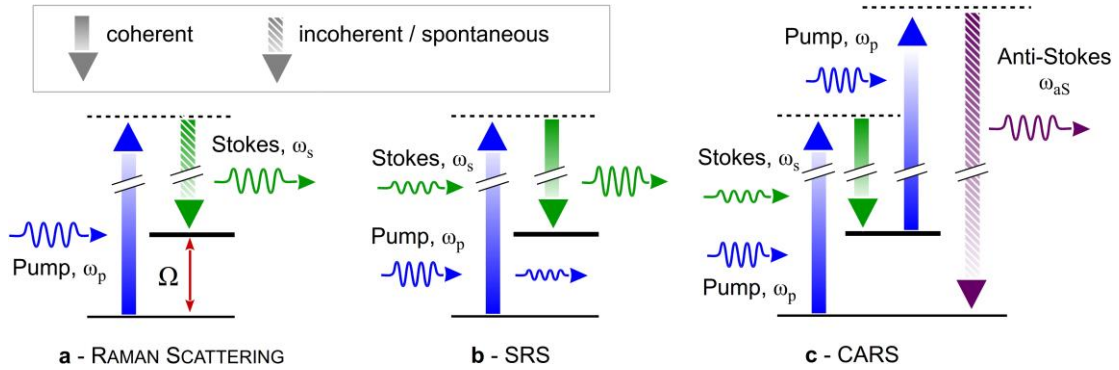 coherent
incoherent / spontaneous
Stokes, ωs
Pump, ωp
Ω
a - RAMAN SCATTERING
Stokes, ωs
Pump, ωp
b - SRS
Pump, ωp
Anti-Stokes
ωaS
Stokes, ωs
Pump, ωp
c - CARS